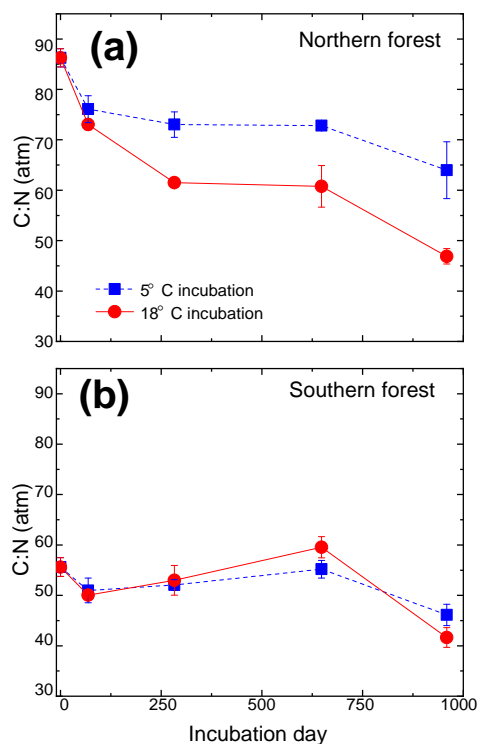 (a)
Northern forest
90
80
70
60
50
40
30
C:N (atm)
5° C incubation
18° C incubation
(b)
Southern forest
90
80
70
60
50
40
30
C:N (atm)
0 250 500 750 1000
Incubation day